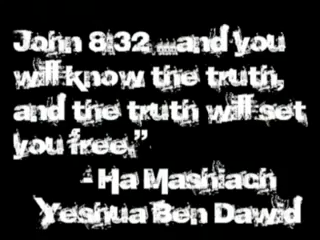 John 8:32 ...and you
will know the truth,
and the truth will set
you free."
- Ha Mashiach
Yeshua Ben Dawid